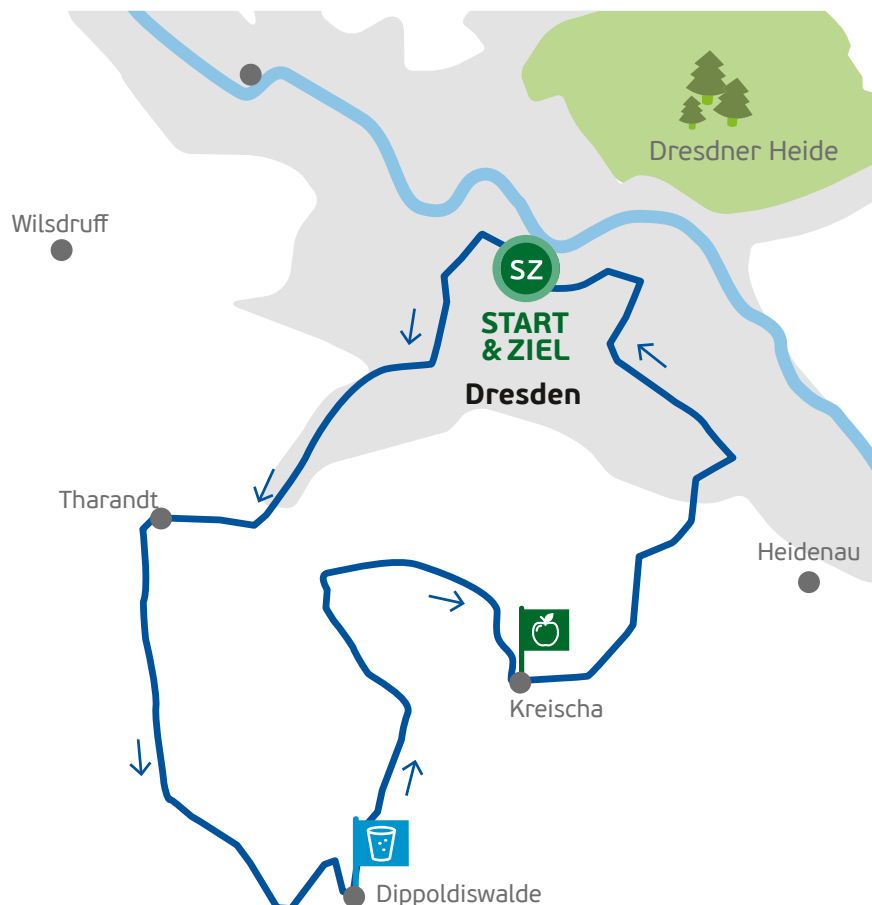 Dresdner Heide
Wilsdruff
SZ
START
& ZIEL
Dresden
Tharandt
Heidenau
Kreischa
Dippoldiswalde